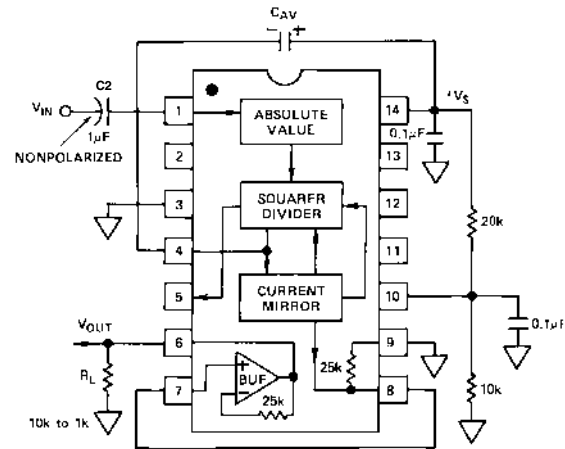 CAV
− +
C2
VIN
1µF
NONPOLARIZED
1
2
3
4
5
6
7
ABSOLUTE
VALUE
SQUARER
DIVIDER
CURRENT
MIRROR
BUF
+
−
25k
25k
14
13
12
11
10
9
8
+VS
0.1µF
20k
0.1µF
10k
VOUT
RL
10k to 1k